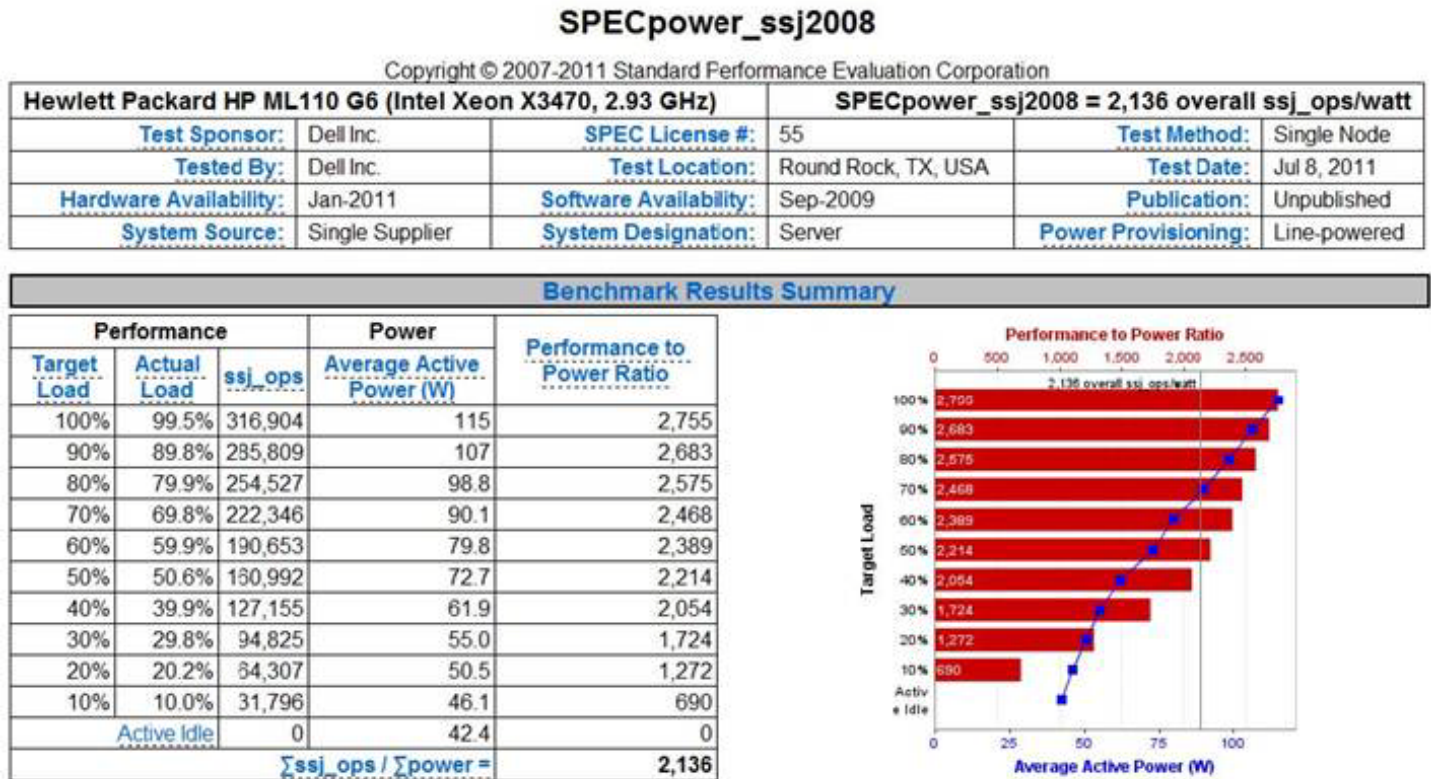 SPECpower_ssj2008
Copyright © 2007-2011 Standard Performance Evaluation Corporation
Hewlett Packard HP ML110 G6 (Intel Xeon X3470, 2.93 GHz) SPECpower_ssj2008 = 2,136 overall ssj_ops/watt
Test Sponsor: Dell Inc. SPEC License #: 55 Test Method: Single Node
Tested By: Dell Inc. Test Location: Round Rock, TX, USA Test Date: Jul 8, 2011
Hardware Availability: Jan-2011 Software Availability: Sep-2009 Publication: Unpublished
System Source: Single Supplier System Designation: Server Power Provisioning: Line-powered
Benchmark Results Summary
Performance Power Performance to Power Ratio
Target Load Actual Load ssj_ops Average Active Power (W)
100% 99.5% 316,904 115 2,755
90% 89.8% 285,809 107 2,683
80% 79.9% 254,527 98.8 2,575
70% 69.8% 222,346 90.1 2,468
60% 59.9% 190,653 79.8 2,389
50% 50.6% 160,992 72.7 2,214
40% 39.9% 127,155 61.9 2,054
30% 29.8% 94,825 55.0 1,724
20% 20.2% 64,307 50.5 1,272
10% 10.0% 31,796 46.1 690
Active Idle 0 42.4 0
∑ssj_ops / ∑power = 2,136
Performance to Power Ratio
0 500 1,000 1,500 2,000 2,500
2,136 overall ssj_ops/watt
Target Load
100% 2,755
90% 2,683
80% 2,575
70% 2,468
60% 2,389
50% 2,214
40% 2,054
30% 1,724
20% 1,272
10% 690
Activ
e Idle
0 25 50 75 100
Average Active Power (W)